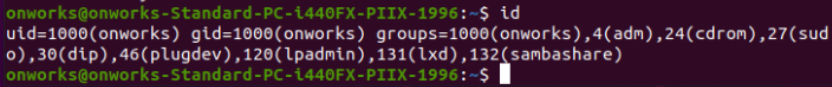 onworks@onworks-Standard-PC-i440FX-PIIX-1996:~$ id
uid=1000(onworks) gid=1000(onworks) groups=1000(onworks),4(adm),24(cdrom),27(sud
o),30(dip),46(plugdev),120(lpadmin),131(lxd),132(sambashare)
onworks@onworks-Standard-PC-i440FX-PIIX-1996:~$